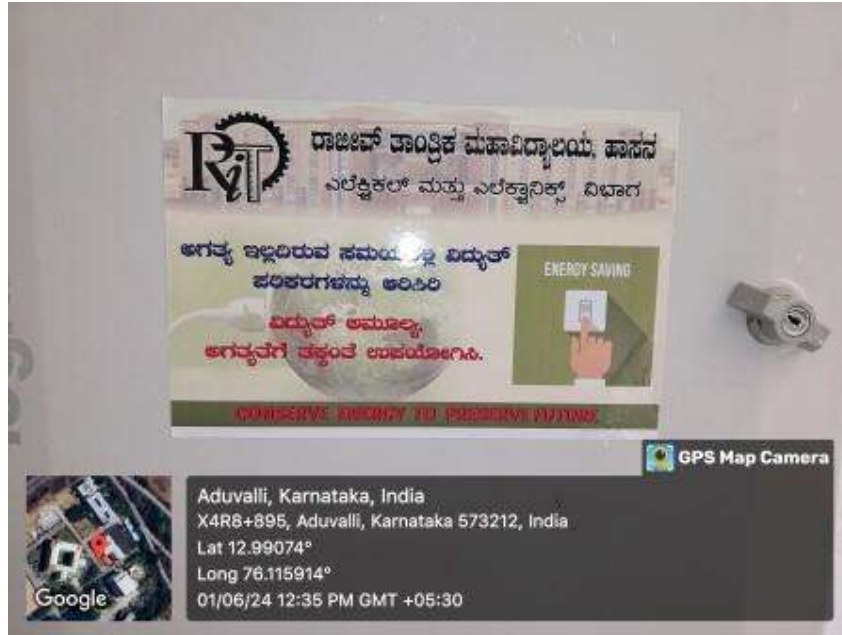 RiT
ರಾಜೀವ್ ತಾಂತ್ರಿಕ ಮಹಾವಿದ್ಯಾಲಯ, ಹಾಸನ
ಎಲೆಕ್ಟ್ರಿಕಲ್ ಮತ್ತು ಎಲೆಕ್ಟ್ರಾನಿಕ್ಸ್ ವಿಭಾಗ
ಅಗತ್ಯ ಇಲ್ಲದಿರುವ ಸಮಯದಲ್ಲಿ ವಿದ್ಯುತ್
ಪರಿಕರಗಳನ್ನು ಆರಿಸಿರಿ
ವಿದ್ಯುತ್ ಅಮೂಲ್ಯ,
ಅಗತ್ಯತೆಗೆ ತಕ್ಕಂತೆ ಉಪಯೋಗಿಸಿ.
ENERGY SAVING
CONSERVE ENERGY TO PRESERVE FUTURE
GPS Map Camera
Google
Aduvalli, Karnataka, India
X4R8+895, Aduvalli, Karnataka 573212, India
Lat 12.99074°
Long 76.115914°
01/06/24 12:35 PM GMT +05:30